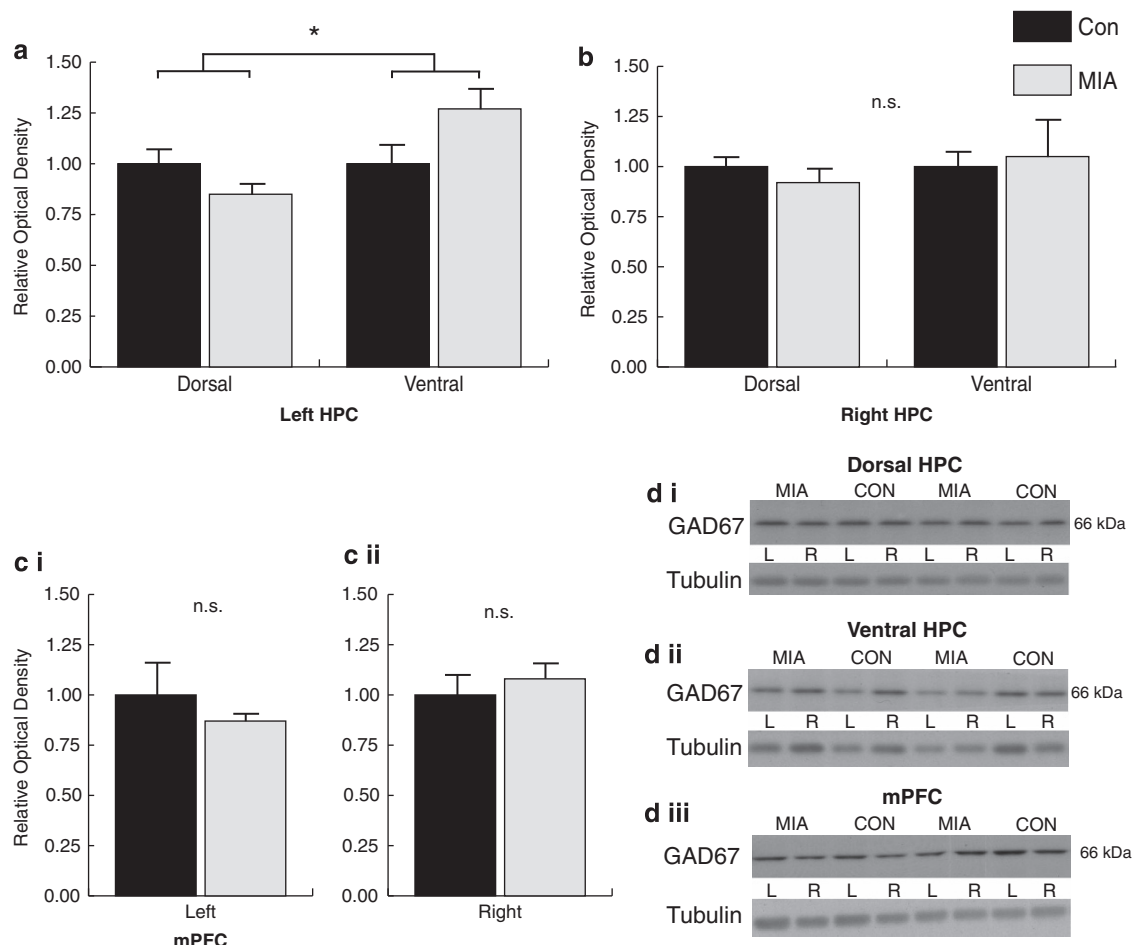 Con
MIA
a
*
1.50
1.25
1.00
0.75
0.50
0.25
0.00
Relative Optical Density
Dorsal Ventral
Left HPC
b
n.s.
1.50
1.25
1.00
0.75
0.50
0.25
0.00
Relative Optical Density
Dorsal Ventral
Right HPC
c i
n.s.
1.50
1.25
1.00
0.75
0.50
0.25
0.00
Relative Optical Density
Left
mPFC
c ii
n.s.
1.50
1.25
1.00
0.75
0.50
0.25
0.00
Right
Dorsal HPC
d i
MIA CON MIA CON
GAD67 66 kDa
L R L R L R L R
Tubulin
Ventral HPC
d ii
MIA CON MIA CON
GAD67 66 kDa
L R L R L R L R
Tubulin
mPFC
d iii
MIA CON MIA CON
GAD67 66 kDa
L R L R L R L R
Tubulin